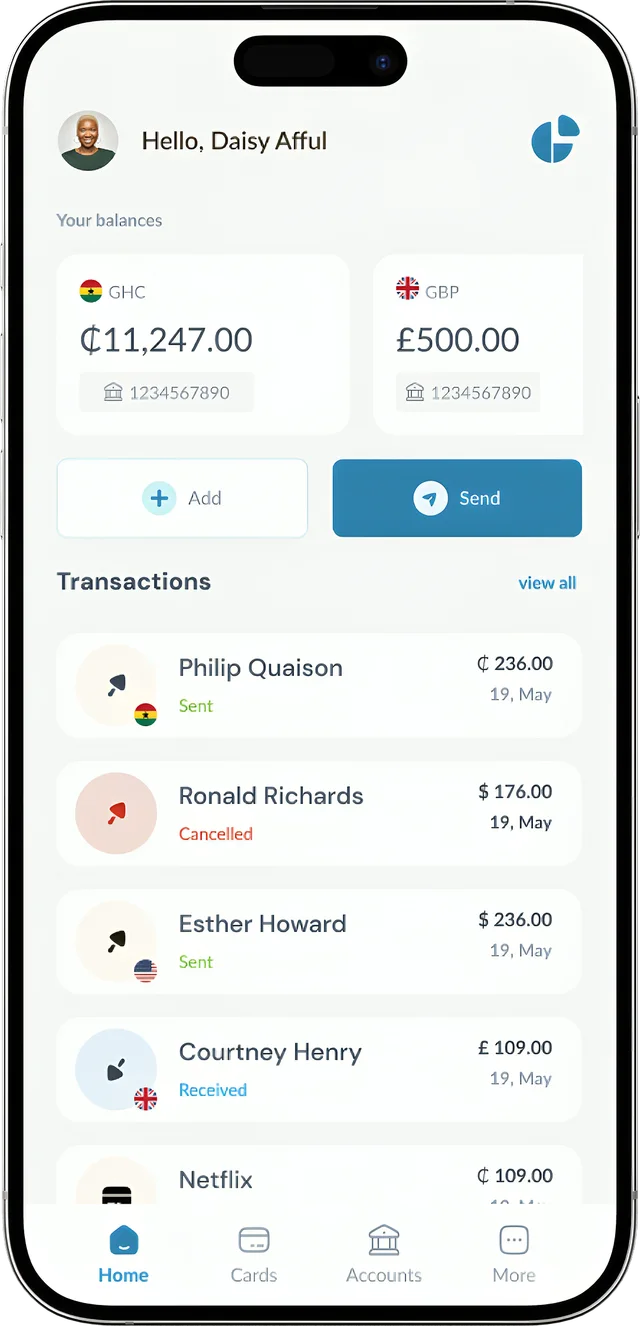 Hello, Daisy Afful
Your balances
GHC
₵11,247.00
1234567890
GBP
£500.00
1234567890
Add
Send
Transactions
view all
Philip Quaison
₵ 236.00
Sent
19, May
Ronald Richards
$ 176.00
Cancelled
19, May
Esther Howard
$ 236.00
Sent
19, May
Courtney Henry
£ 109.00
Received
19, May
Netflix
₵ 109.00
Home
Cards
Accounts
More